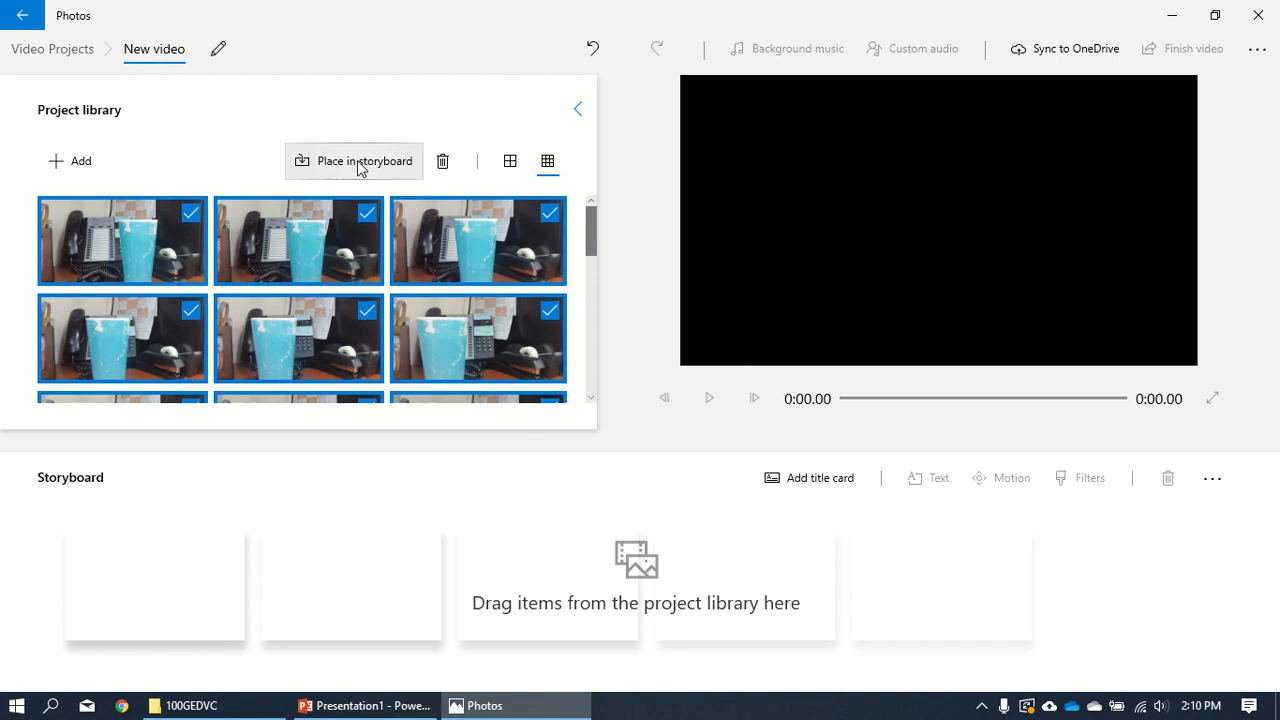 Photos
Video Projects New video Background music Custom audio Sync to OneDrive Finish video
Project library
Add Place in storyboard
0:00.00 0:00.00
Storyboard Add title card Text Motion Filters
Drag items from the project library here
100GEDVC Presentation1 - Powe... Photos 2:10 PM